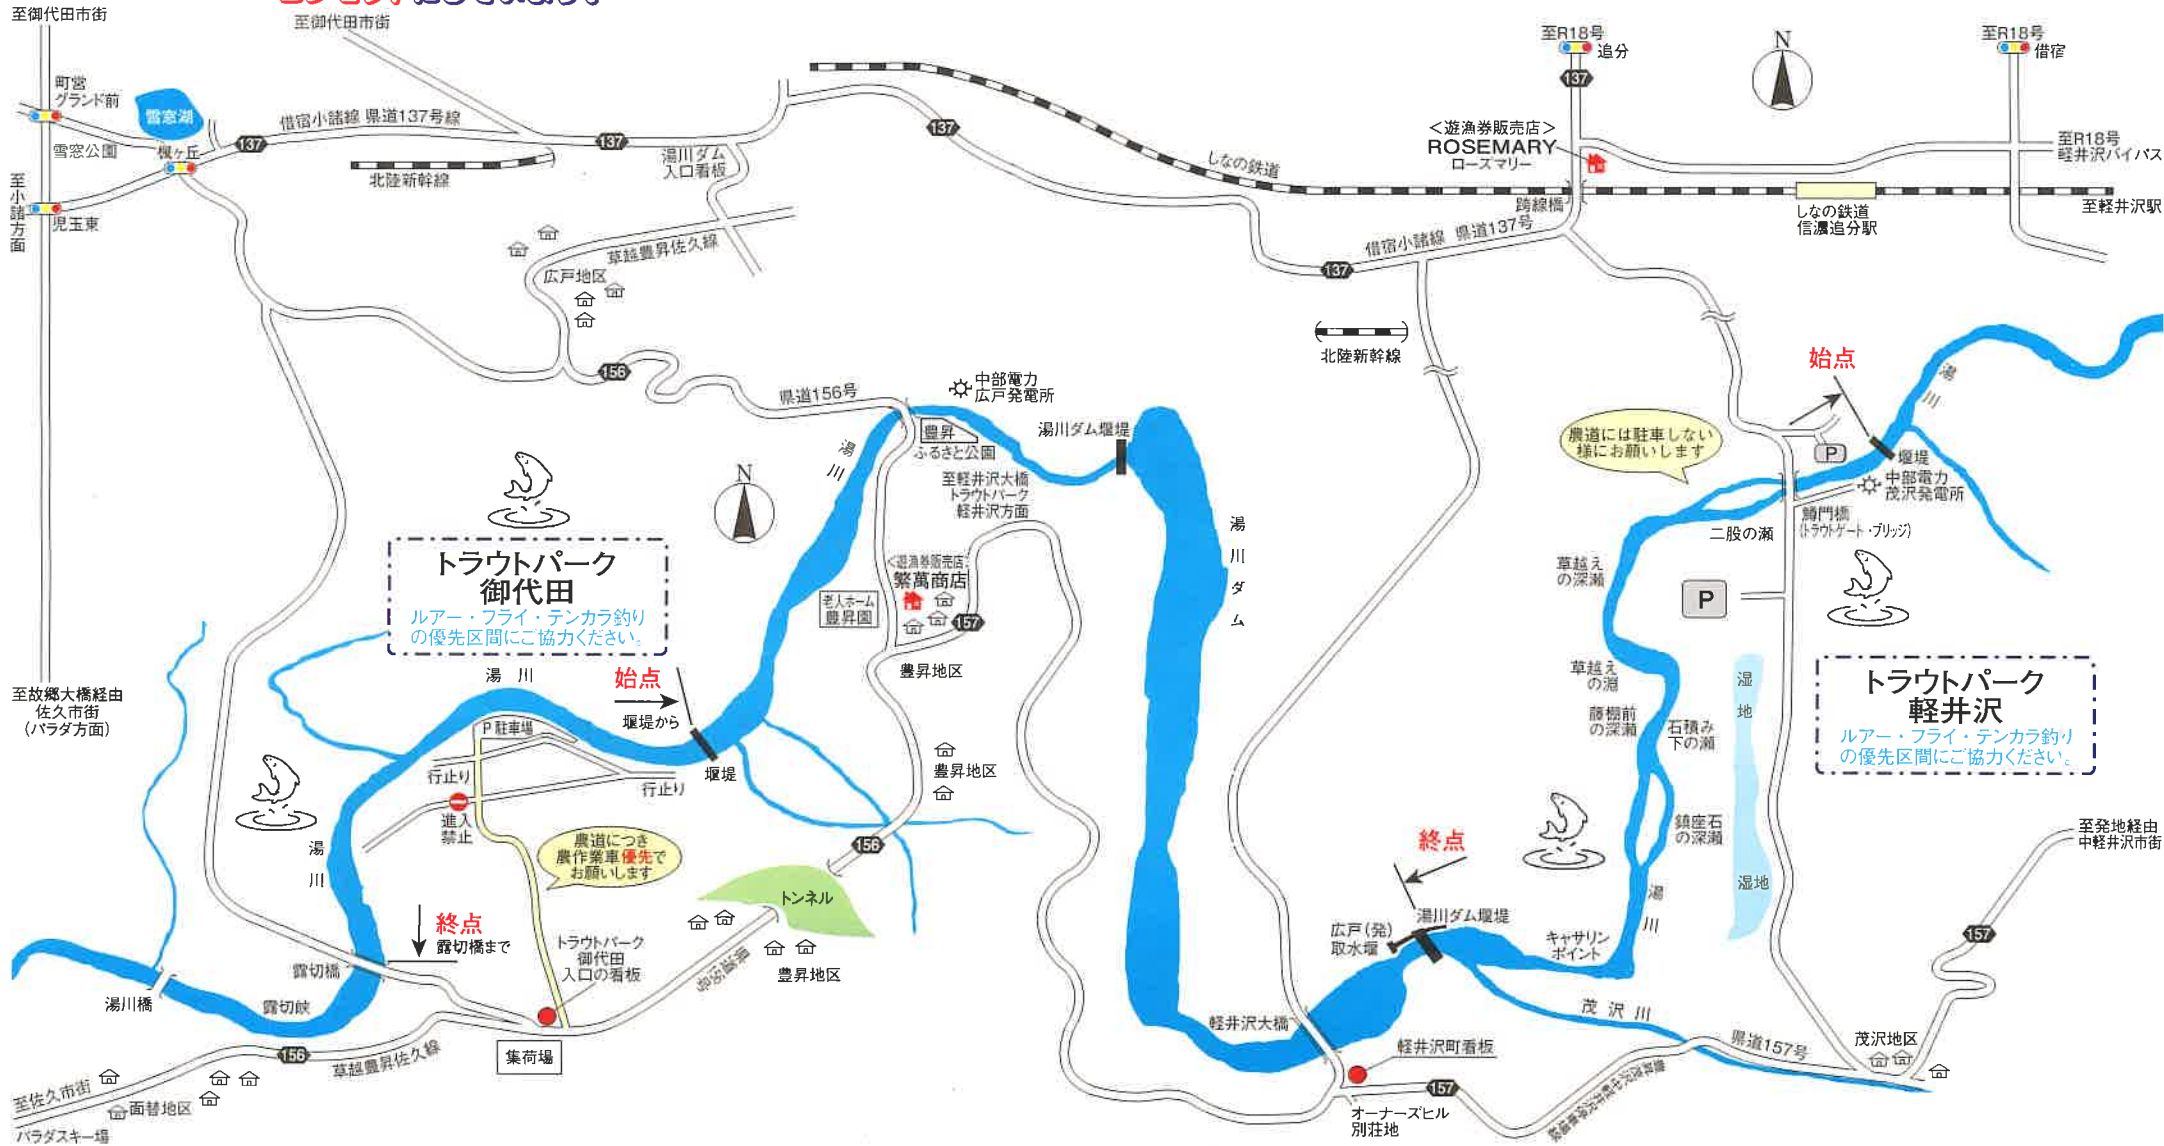 至御代田市街
至御代田市街
町営
グランド前
雪窓湖
雪窓公園
楓ヶ丘
137
借宿小諸線 県道137号線
北陸新幹線
137
湯川ダム
入口看板
至小諸方面
児玉東
137
しなの鉄道
至R18号
追分
137
N
至R18号
借宿
<遊漁券販売店>
ROSEMARY
ローズマリー
至R18号
軽井沢バイパス
跨線橋
しなの鉄道
信濃追分駅
至軽井沢駅
借宿小諸線 県道137号
137
草越豊昇佐久線
広戸地区
156
県道156号
北陸新幹線
中部電力
広戸発電所
豊昇
ふるさと公園
湯川ダム堰堤
湯川
至軽井沢大橋
トラウトパーク
軽井沢方面
湯川ダム
始点
湯川
農道には駐車しない
様にお願いします
P
堰堤
中部電力
茂沢発電所
鱒門橋
(トラウトゲート・ブリッジ)
二股の瀬
草越え
の深瀬
P
N
トラウトパーク
御代田
ルアー・フライ・テンカラ釣り
の優先区間にご協力ください。
<遊漁券販売店>
繁萬商店
老人ホーム
豊昇園
157
豊昇地区
草越え
の淵
藤棚前
の深瀬
石積み
下の瀬
湿地
トラウトパーク
軽井沢
ルアー・フライ・テンカラ釣り
の優先区間にご協力ください。
至故郷大橋経由
佐久市街
(パラダ方面)
湯川
始点
堰堤から
P 駐車場
行止り
行止り
堰堤
進入
禁止
豊昇地区
農道につき
農作業車優先で
お願いします
156
トンネル
豊昇地区
県道156号
湯川
終点
露切橋まで
トラウトパーク
御代田
入口の看板
露切橋
湯川橋
露切峡
集荷場
156
草越豊昇佐久線
至佐久市街
面替地区
パラダスキー場
終点
湯川ダム堰堤
広戸(発)
取水堰
キャサリン
ポイント
鎮座石
の深瀬
湯川
湿地
至発地経由
中軽井沢市街
157
茂沢川
軽井沢大橋
軽井沢町看板
157
オーナーズヒル
別荘地
県道157号
茂沢地区